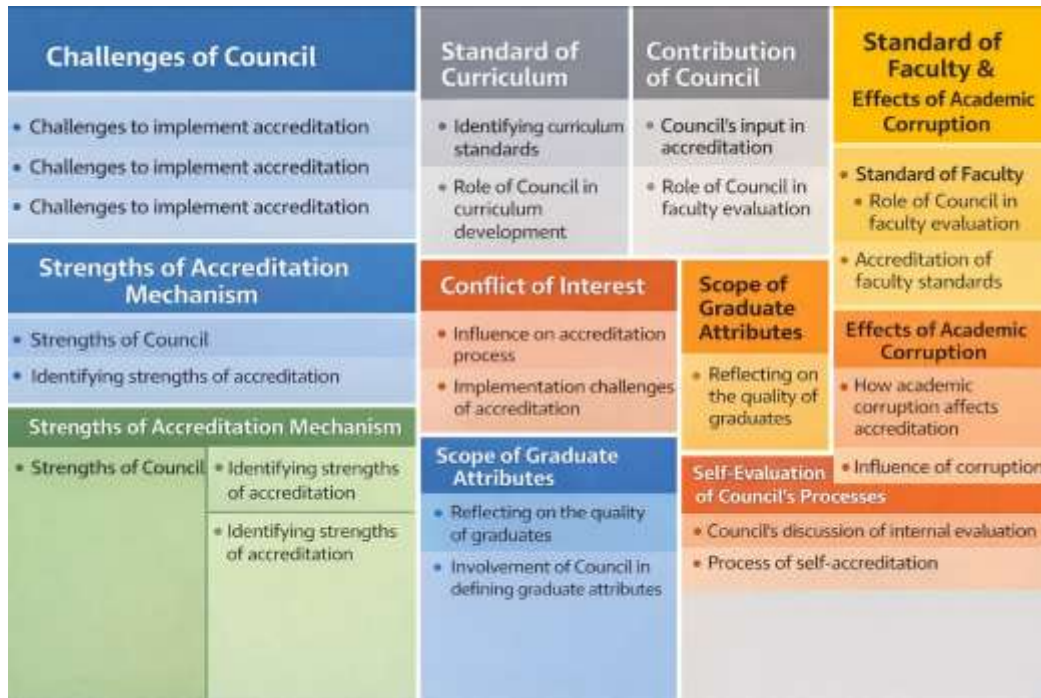 Challenges of Council
• Challenges to implement accreditation
• Challenges to implement accreditation
• Challenges to implement accreditation
Strengths of Accreditation
Mechanism
• Strengths of Council
• Identifying strengths of accreditation
Strengths of Accreditation Mechanism
• Strengths of Council
• Identifying strengths
of accreditation
• Identifying strengths
of accreditation
Standard of
Curriculum
• Identifying curriculum
standards
• Role of Council in
curriculum
development
Contribution
of Council
• Council's input in
accreditation
• Role of Council in
faculty evaluation
Conflict of Interest
• Influence on accreditation
process
• Implementation challenges
of accreditation
Scope of Graduate
Attributes
• Reflecting on the quality
of graduates
• Involvement of Council in
defining graduate attributes
Scope of
Graduate
Attributes
• Reflecting on
the quality of
graduates
Standard of
Faculty &
Effects of Academic
Corruption
• Standard of Faculty
• Role of Council in
faculty evaluation
• Accreditation of
faculty standards
Effects of Academic
Corruption
• How academic
corruption affects
accreditation
• Influence of corruption
Self-Evaluation
of Council's Processes
• Council's discussion of internal evaluation
• Process of self-accreditation